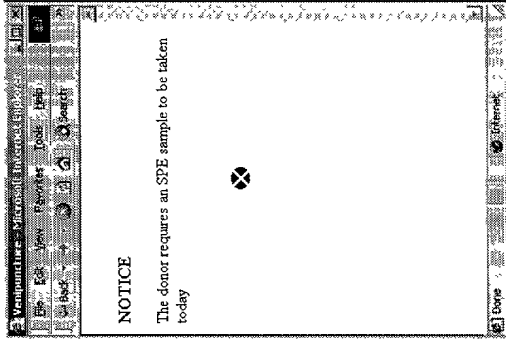 Venipuncture - Microsoft Internet Explorer
File Edit View Favorites Tools Help
Back Search
NOTICE
The donor requires an SPE sample to be taken
today
Done Internet